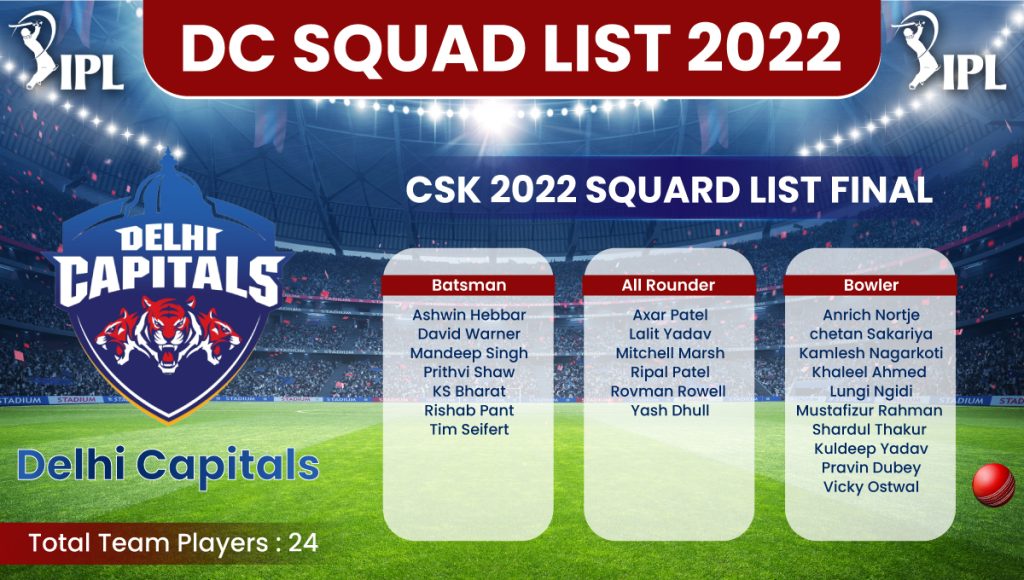 IPL
DC SQUAD LIST 2022
IPL
CSK 2022 SQUARD LIST FINAL
DELHI
CAPITALS
Delhi Capitals
Total Team Players : 24
Batsman
Ashwin Hebbar
David Warner
Mandeep Singh
Prithvi Shaw
KS Bharat
Rishab Pant
Tim Seifert
All Rounder
Axar Patel
Lalit Yadav
Mitchell Marsh
Ripal Patel
Rovman Rowell
Yash Dhull
Bowler
Anrich Nortje
chetan Sakariya
Kamlesh Nagarkoti
Khaleel Ahmed
Lungi Ngidi
Mustafizur Rahman
Shardul Thakur
Kuldeep Yadav
Pravin Dubey
Vicky Ostwal
STADIUM
STADIUM